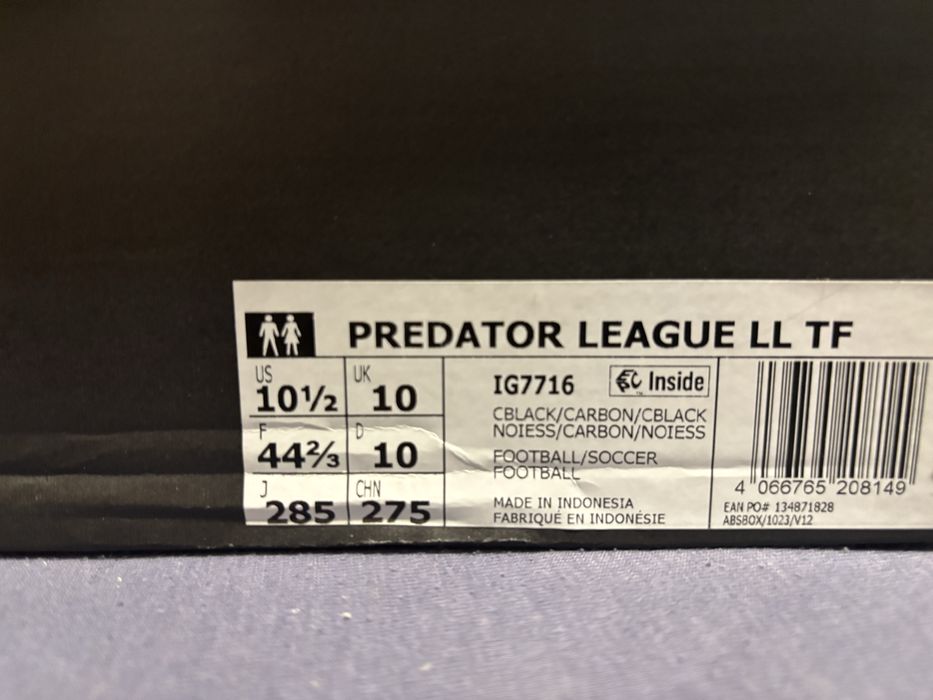 PREDATOR LEAGUE LL TF
US
10½
UK
10
F
44⅔
D
10
J
285
CHN
275
IG7716
Inside
CBLACK/CARBON/CBLACK
NOIESS/CARBON/NOIESS
FOOTBALL/SOCCER
FOOTBALL
MADE IN INDONESIA
FABRIQUÉ EN INDONÉSIE
4 066765 208149
EAN PO# 134871828
ABSBOX/1023/V12